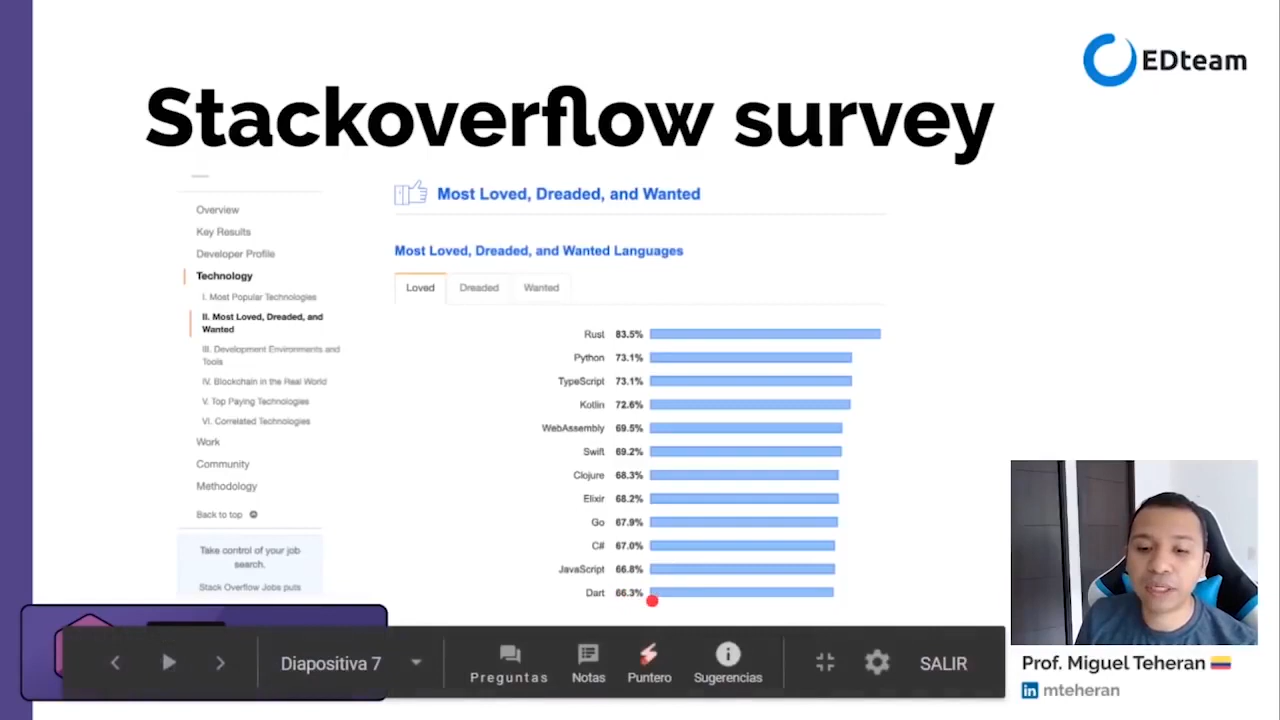 EDteam
Stackoverflow survey
Overview
Key Results
Developer Profile
Technology
I. Most Popular Technologies
II. Most Loved, Dreaded, and
Wanted
III. Development Environments and
Tools
IV. Blockchain in the Real World
V. Top Paying Technologies
VI. Correlated Technologies
Work
Community
Methodology
Back to top
Take control of your job
search.
Stack Overflow Jobs puts
Most Loved, Dreaded, and Wanted
Most Loved, Dreaded, and Wanted Languages
Loved Dreaded Wanted
Rust 83.5%
Python 73.1%
TypeScript 73.1%
Kotlin 72.6%
WebAssembly 69.5%
Swift 69.2%
Clojure 68.3%
Elixir 68.2%
Go 67.9%
C# 67.0%
JavaScript 66.8%
Dart 66.3%
Diapositiva 7
Preguntas
Notas
Puntero
Sugerencias
SALIR
Prof. Miguel Teheran
in mteheran